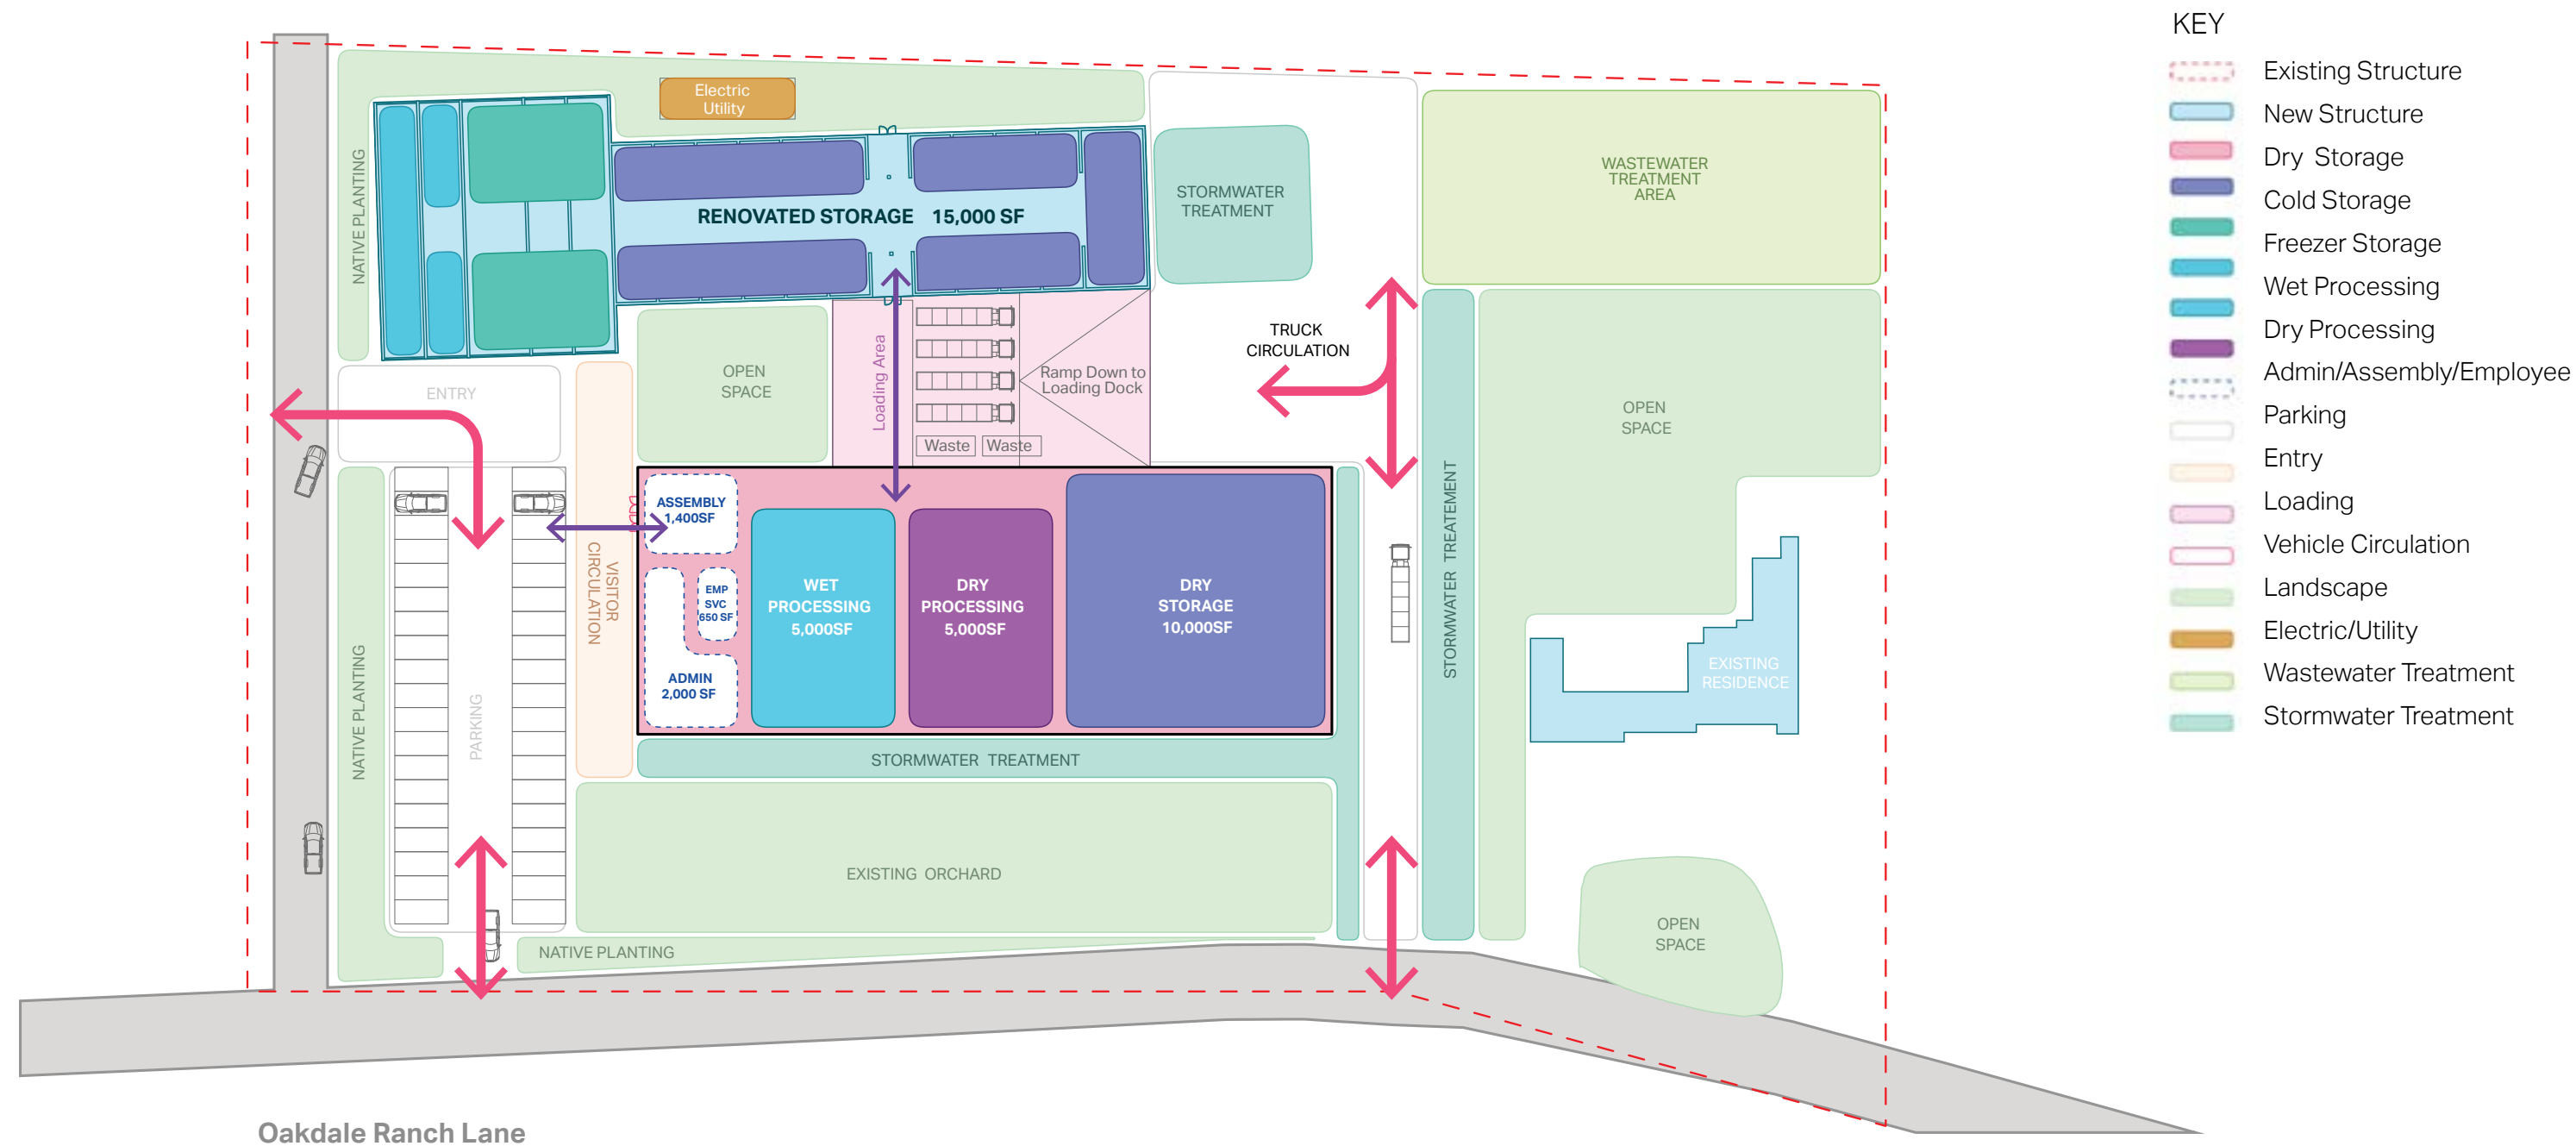 KEY
Existing Structure
New Structure
Dry Storage
Cold Storage
Freezer Storage
Wet Processing
Dry Processing
Admin/Assembly/Employee
Parking
Entry
Loading
Vehicle Circulation
Landscape
Electric/Utility
Wastewater Treatment
Stormwater Treatment
Electric
Utility
NATIVE PLANTING
RENOVATED STORAGE 15,000 SF
STORMWATER
TREATMENT
WASTEWATER
TREATMENT
AREA
ENTRY
OPEN
SPACE
Loading Area
Ramp Down to
Loading Dock
Waste
Waste
TRUCK
CIRCULATION
OPEN
SPACE
NATIVE PLANTING
PARKING
VISITOR
CIRCULATION
ASSEMBLY
1,400SF
EMP
SVC
650 SF
ADMIN
2,000 SF
WET
PROCESSING
5,000SF
DRY
PROCESSING
5,000SF
DRY
STORAGE
10,000SF
STORMWATER TREATEMENT
EXISTING
RESIDENCE
STORMWATER TREATMENT
EXISTING ORCHARD
NATIVE PLANTING
OPEN
SPACE
Oakdale Ranch Lane